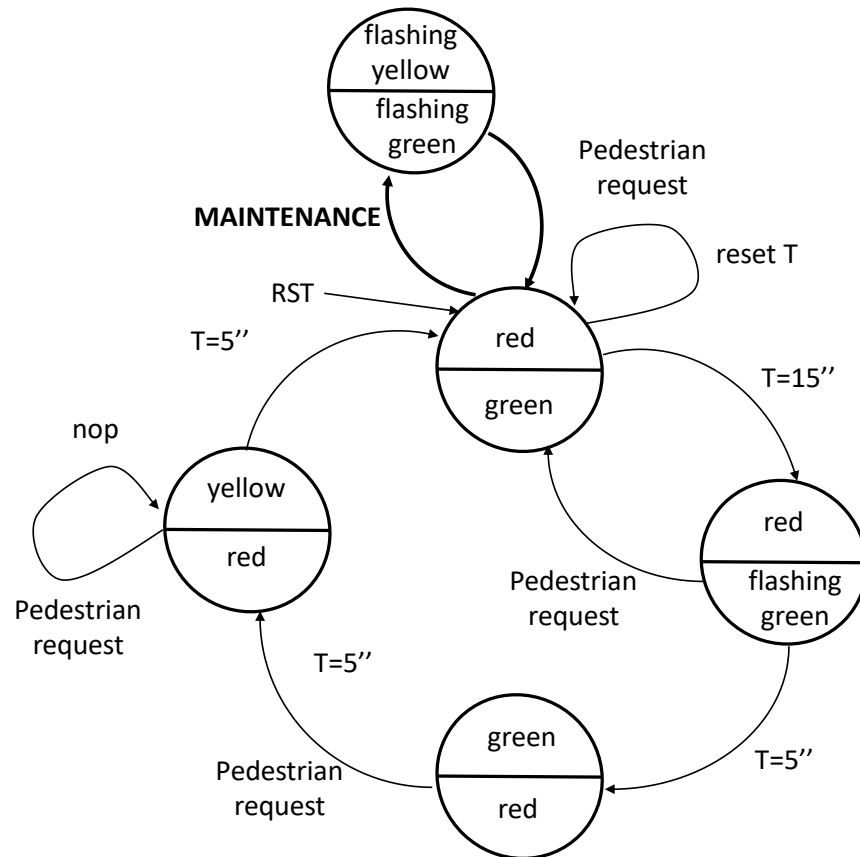 flashing
yellow
flashing
green
Pedestrian
request
MAINTENANCE
reset T
RST
red
green
T=5’’
T=15’’
nop
yellow
red
red
flashing
green
Pedestrian
request
Pedestrian
request
T=5’’
green
red
T=5’’
Pedestrian
request